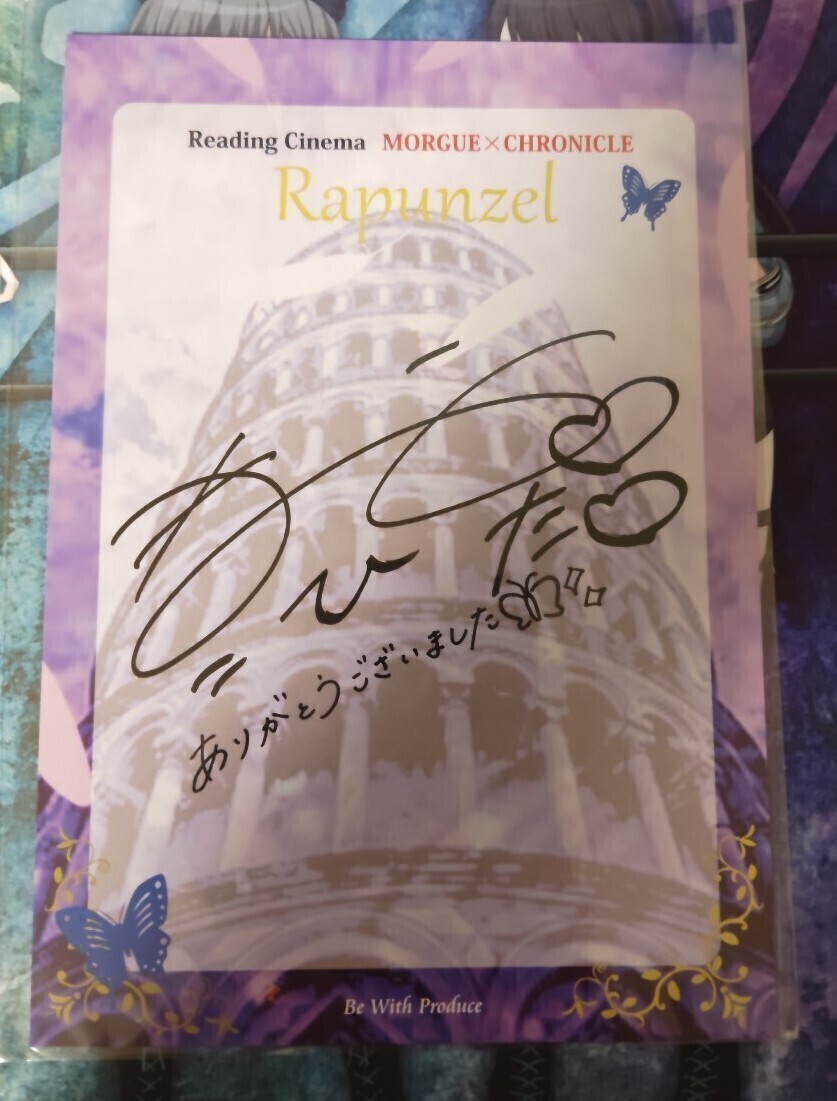 Reading Cinema MORGUE×CHRONICLE
Rapunzel
ありがとうございました
Be With Produce